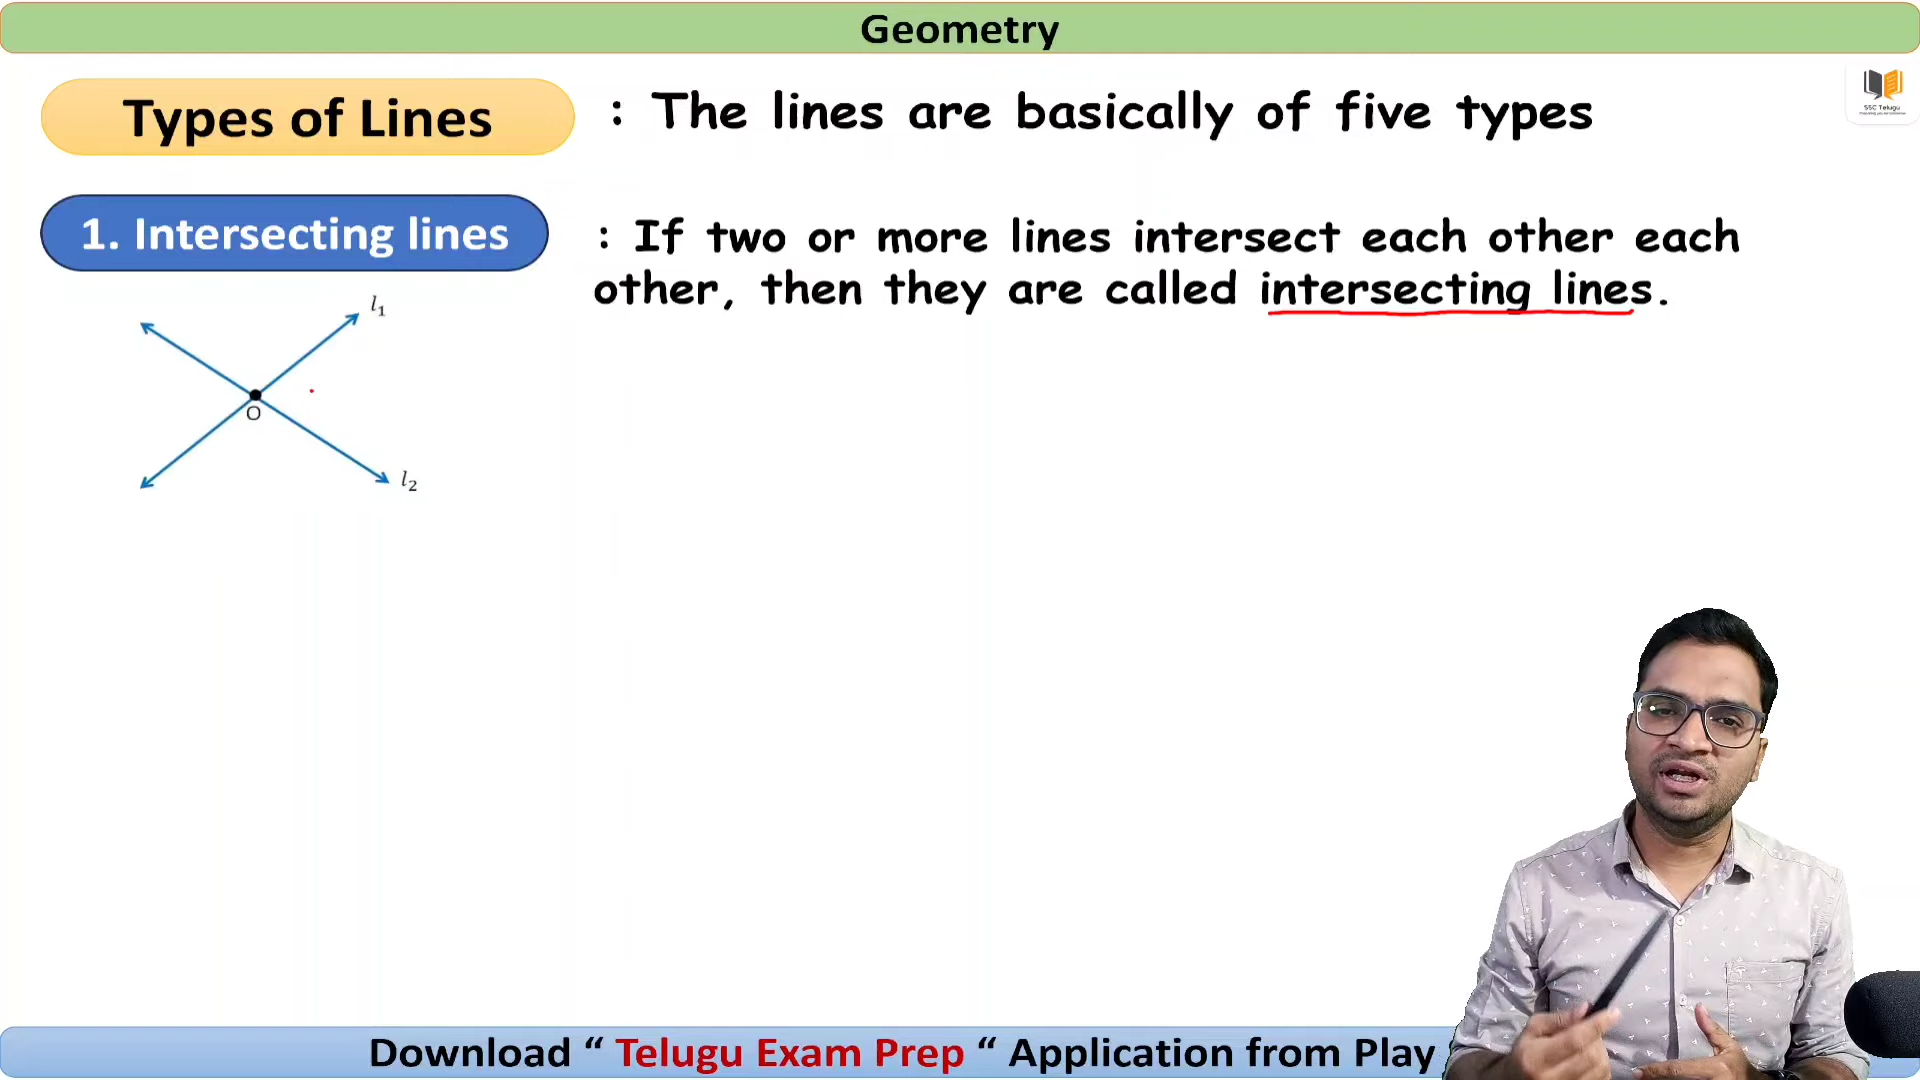 Geometry
Types of Lines
: The lines are basically of five types
SSC Telugu
1. Intersecting lines
: If two or more lines intersect each other each
other, then they are called intersecting lines.
l₁
O
l₂
Download “ Telugu Exam Prep “ Application from Play